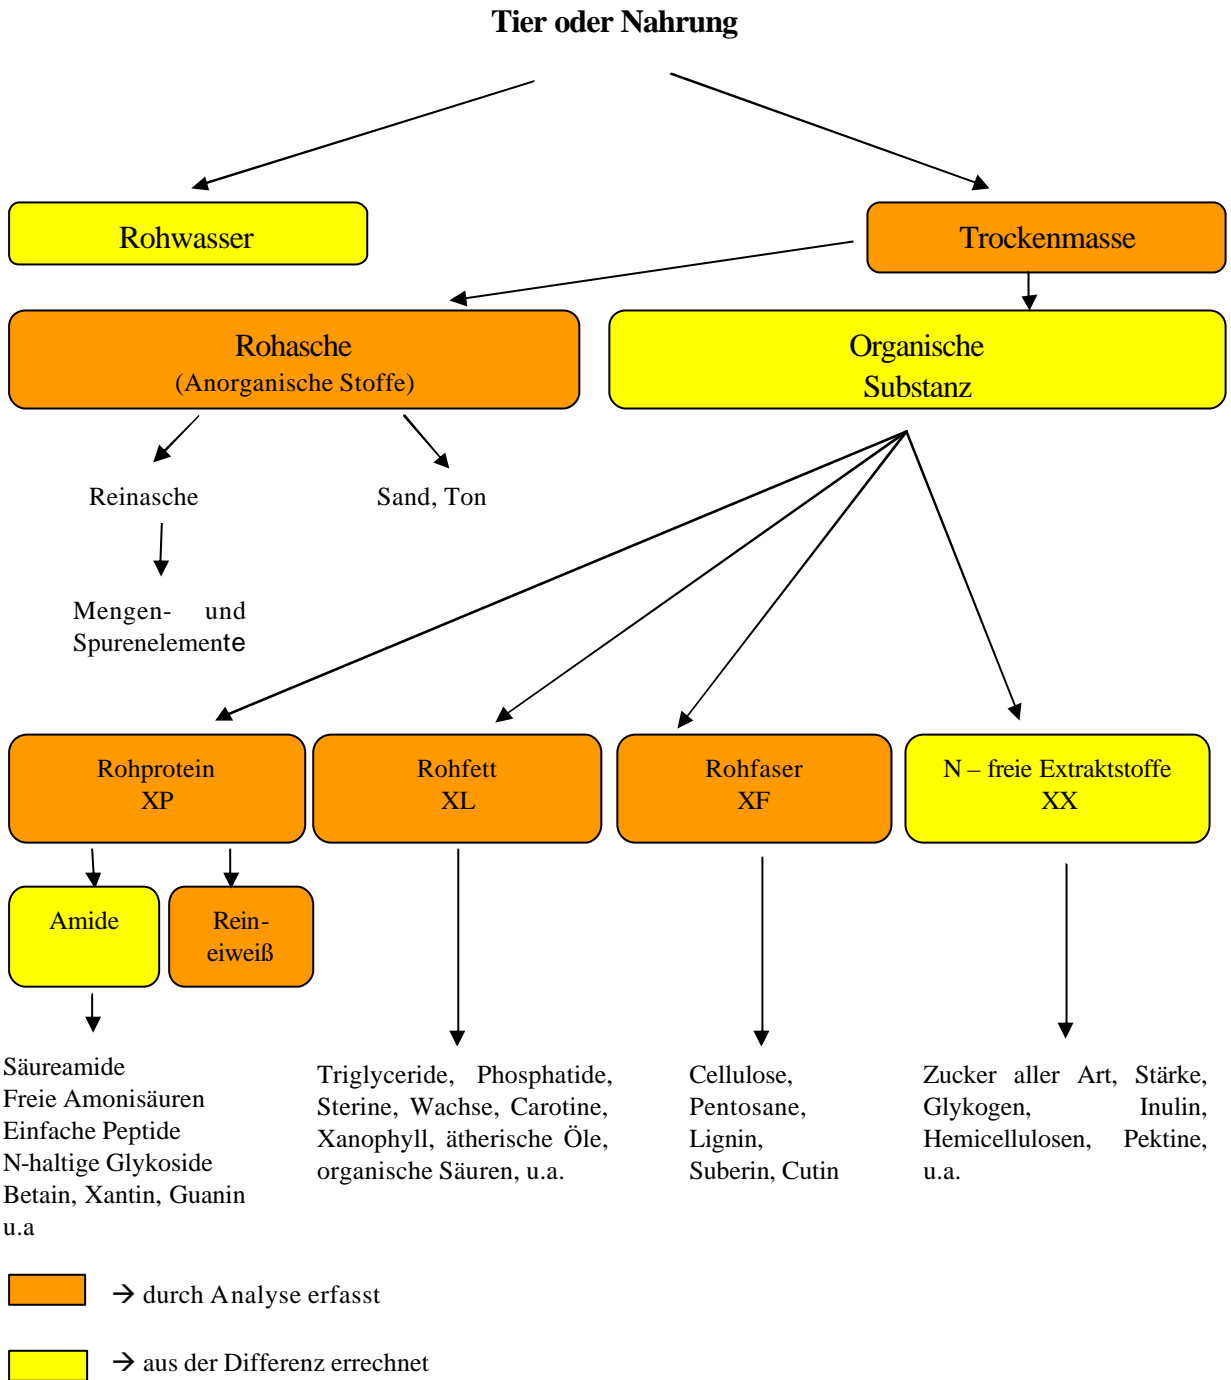 Tier oder Nahrung
Rohwasser
Trockenmasse
Rohasche
(Anorganische Stoffe)
Organische
Substanz
Reinasche
Sand, Ton
Mengen- und
Spurenelemente
Rohprotein
XP
Rohfett
XL
Rohfaser
XF
N – freie Extraktstoffe
XX
Amide
Rein-
eiweiß
Säureamide
Freie Amonisäuren
Einfache Peptide
N-haltige Glykoside
Betain, Xantin, Guanin
u.a
Triglyceride, Phosphatide,
Sterine, Wachse, Carotine,
Xanophyll, ätherische Öle,
organische Säuren, u.a.
Cellulose,
Pentosane,
Lignin,
Suberin, Cutin
Zucker aller Art, Stärke,
Glykogen, Inulin,
Hemicellulosen, Pektine,
u.a.
→ durch Analyse erfasst
→ aus der Differenz errechnet